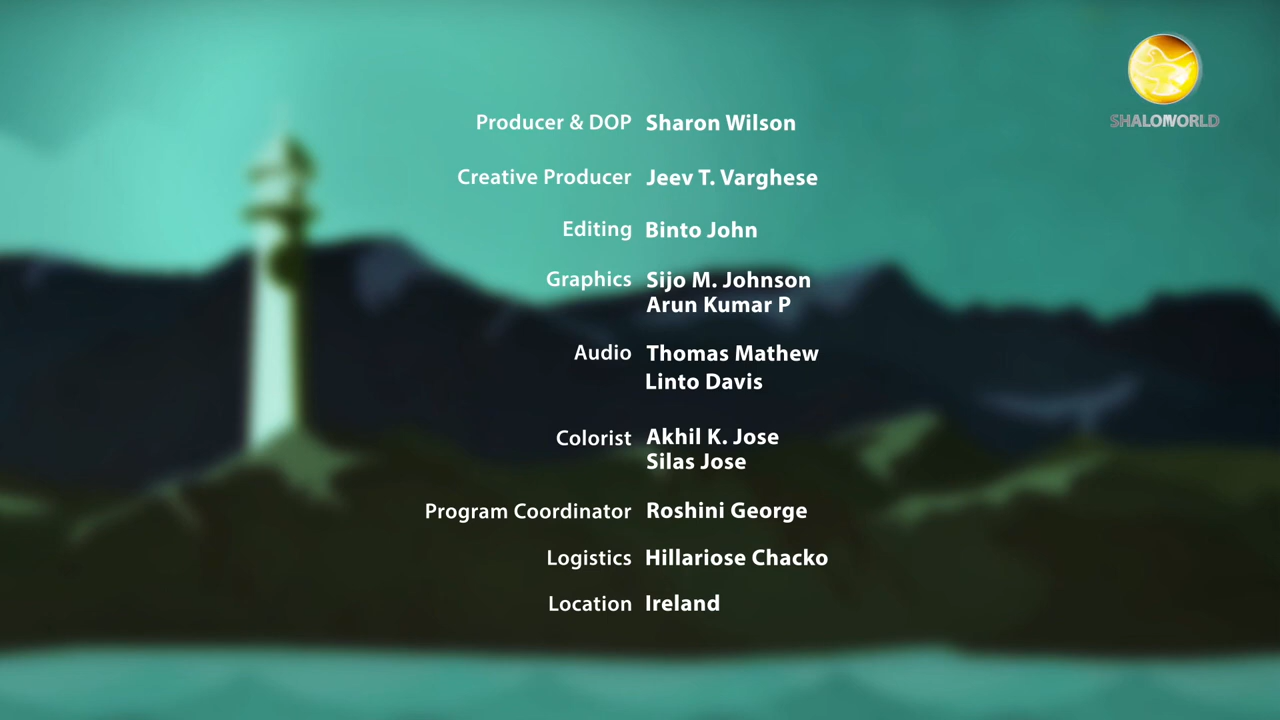 SHALOMWORLD
Producer & DOP Sharon Wilson
Creative Producer Jeev T. Varghese
Editing Binto John
Graphics Sijo M. Johnson
Arun Kumar P
Audio Thomas Mathew
Linto Davis
Colorist Akhil K. Jose
Silas Jose
Program Coordinator Roshini George
Logistics Hillariose Chacko
Location Ireland